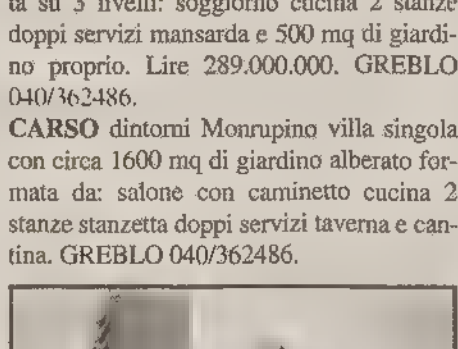 ta su 3 livelli: soggiorno cucina 2 stanze
doppi servizi mansarda e 500 mq di giardi-
no proprio. Lire 289.000.000. GREBLO
040/362486.
CARSO dintorni Monrupino villa singola
con circa 1600 mq di giardino alberato for-
mata da: salone con caminetto cucina 2
stanze stanzetta doppi servizi taverna e can-
tina. GREBLO 040/362486.